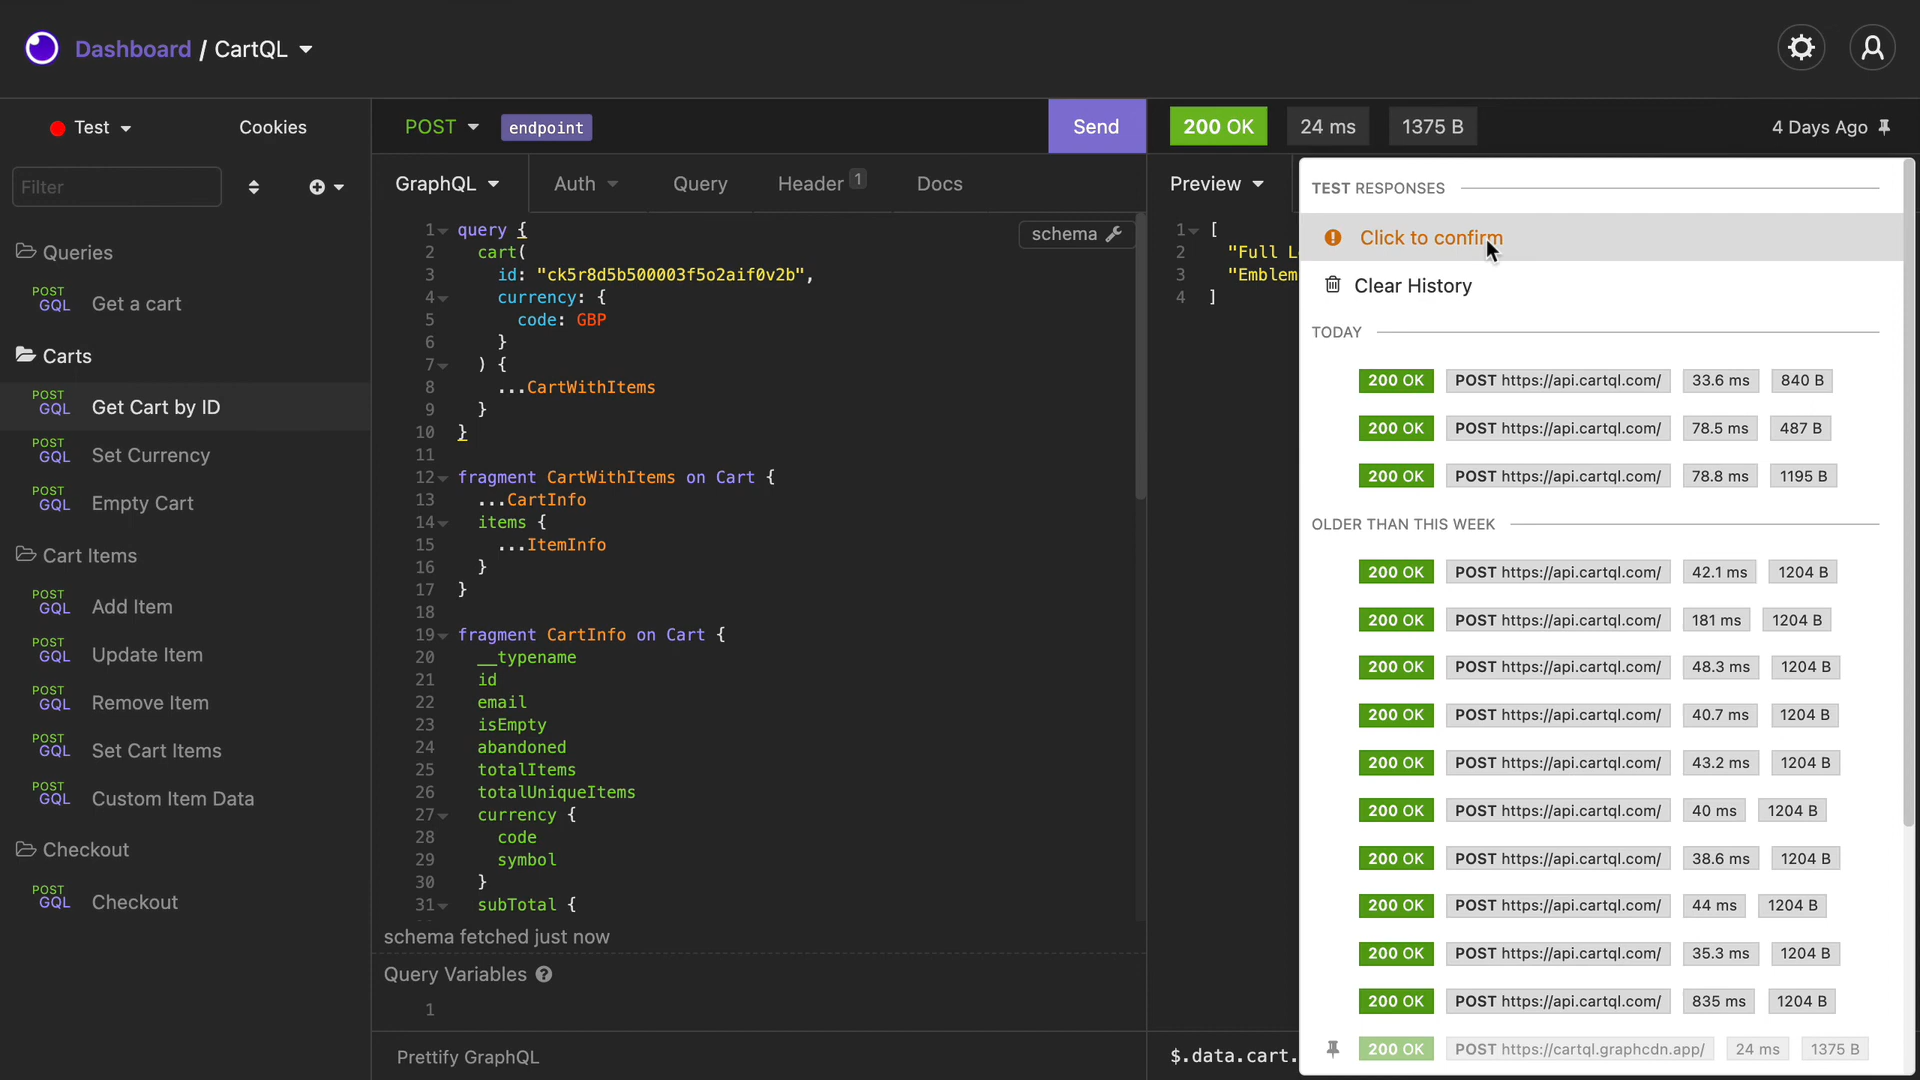 Dashboard / CartQL
Test
Cookies
Filter
Queries
POST GQL Get a cart
Carts
POST GQL Get Cart by ID
POST GQL Set Currency
POST GQL Empty Cart
Cart Items
POST GQL Add Item
POST GQL Update Item
POST GQL Remove Item
POST GQL Set Cart Items
POST GQL Custom Item Data
Checkout
POST GQL Checkout
POST endpoint Send
GraphQL Auth Query Header 1 Docs
schema
1 query {
2 cart(
3 id: "ck5r8d5b500003f5o2aif0v2b",
4 currency: {
5 code: GBP
6 }
7 ) {
8 ...CartWithItems
9 }
10 }
11
12 fragment CartWithItems on Cart {
13 ...CartInfo
14 items {
15 ...ItemInfo
16 }
17 }
18
19 fragment CartInfo on Cart {
20 __typename
21 id
22 email
23 isEmpty
24 abandoned
25 totalItems
26 totalUniqueItems
27 currency {
28 code
29 symbol
30 }
31 subTotal {
schema fetched just now
Query Variables ?
1
Prettify GraphQL
200 OK 24 ms 1375 B 4 Days Ago
Preview
1 [
2 "Full L
3 "Emblem
4 ]
$.data.cart.
TEST RESPONSES
Click to confirm
Clear History
TODAY
200 OK POST https://api.cartql.com/ 33.6 ms 840 B
200 OK POST https://api.cartql.com/ 78.5 ms 487 B
200 OK POST https://api.cartql.com/ 78.8 ms 1195 B
OLDER THAN THIS WEEK
200 OK POST https://api.cartql.com/ 42.1 ms 1204 B
200 OK POST https://api.cartql.com/ 181 ms 1204 B
200 OK POST https://api.cartql.com/ 48.3 ms 1204 B
200 OK POST https://api.cartql.com/ 40.7 ms 1204 B
200 OK POST https://api.cartql.com/ 43.2 ms 1204 B
200 OK POST https://api.cartql.com/ 40 ms 1204 B
200 OK POST https://api.cartql.com/ 38.6 ms 1204 B
200 OK POST https://api.cartql.com/ 44 ms 1204 B
200 OK POST https://api.cartql.com/ 35.3 ms 1204 B
200 OK POST https://api.cartql.com/ 835 ms 1204 B
200 OK POST https://cartql.graphcdn.app/ 24 ms 1375 B